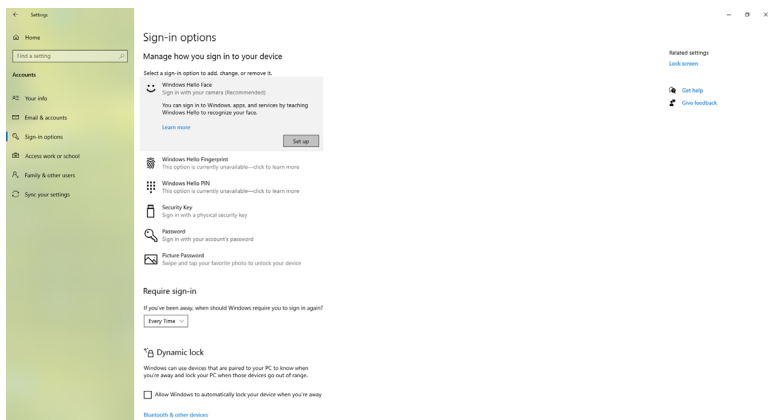 Settings
Home
Find a setting
Accounts
Your info
Email & accounts
Sign-in options
Access work or school
Family & other users
Sync your settings
Sign-in options
Manage how you sign in to your device
Select a sign-in option to add, change, or remove it.
Windows Hello Face
Sign in with your camera (Recommended)
You can sign in to Windows, apps, and services by teaching
Windows Hello to recognize your face.
Learn more
Set up
Windows Hello Fingerprint
This option is currently unavailable—click to learn more
Windows Hello PIN
This option is currently unavailable—click to learn more
Security Key
Sign in with a physical security key
Password
Sign in with your account's password
Picture Password
Swipe and tap your favorite photo to unlock your device
Require sign-in
If you've been away, when should Windows require you to sign in again?
Every Time
Dynamic lock
Windows can use devices that are paired to your PC to know when
you're away and lock your PC when those devices go out of range.
Allow Windows to automatically lock your device when you're away
Bluetooth & other devices
Related settings
Lock screen
Get help
Give feedback